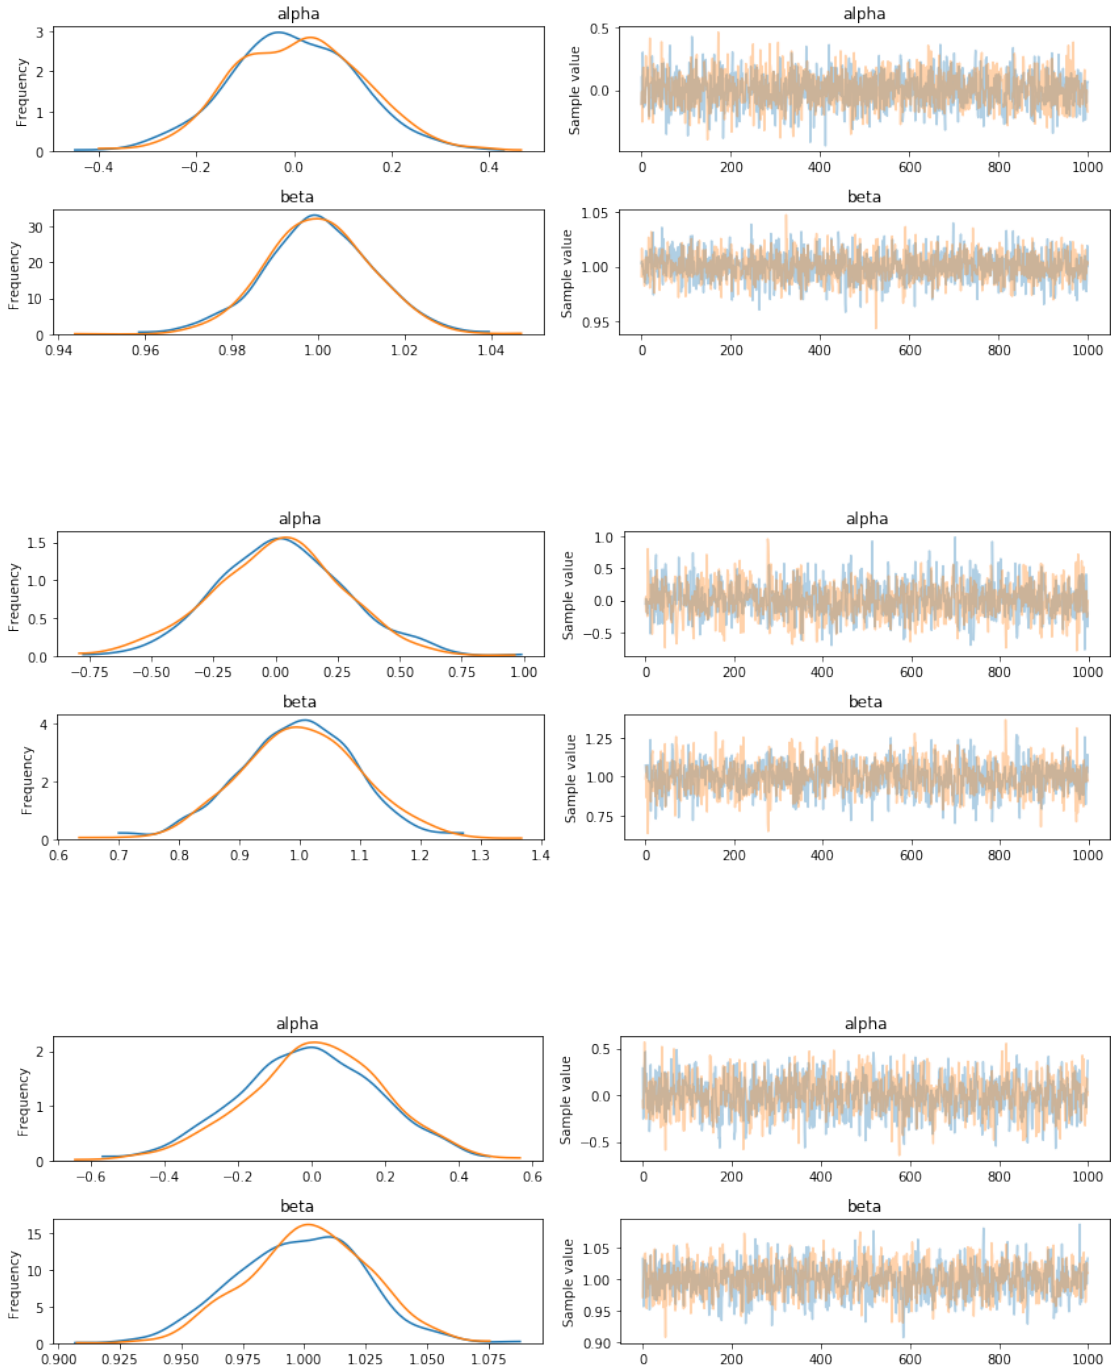 alpha
Frequency
3
2
1
0
−0.4 −0.2 0.0 0.2 0.4
alpha
Sample value
0.5
0.0
0 200 400 600 800 1000
beta
Frequency
30
20
10
0
0.94 0.96 0.98 1.00 1.02 1.04
beta
Sample value
1.05
1.00
0.95
0 200 400 600 800 1000
alpha
Frequency
1.5
1.0
0.5
0.0
−0.75 −0.50 −0.25 0.00 0.25 0.50 0.75 1.00
alpha
Sample value
1.0
0.5
0.0
−0.5
0 200 400 600 800 1000
beta
Frequency
4
2
0
0.6 0.7 0.8 0.9 1.0 1.1 1.2 1.3 1.4
beta
Sample value
1.25
1.00
0.75
0 200 400 600 800 1000
alpha
Frequency
2
1
0
−0.6 −0.4 −0.2 0.0 0.2 0.4 0.6
alpha
Sample value
0.5
0.0
−0.5
0 200 400 600 800 1000
beta
Frequency
15
10
5
0
0.900 0.925 0.950 0.975 1.000 1.025 1.050 1.075
beta
Sample value
1.05
1.00
0.95
0.90
0 200 400 600 800 1000